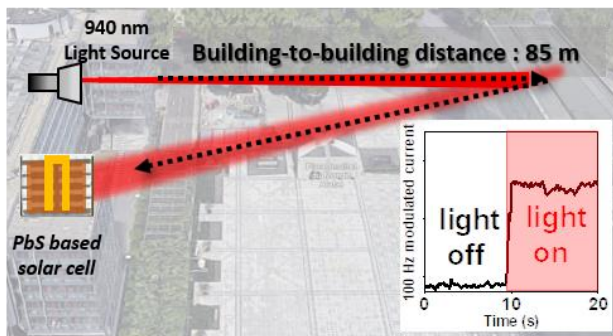 940 nm
Light Source
Building-to-building distance : 85 m
PbS based
solar cell
100 Hz modulated current
light
off
light
on
0
10
20
Time (s)